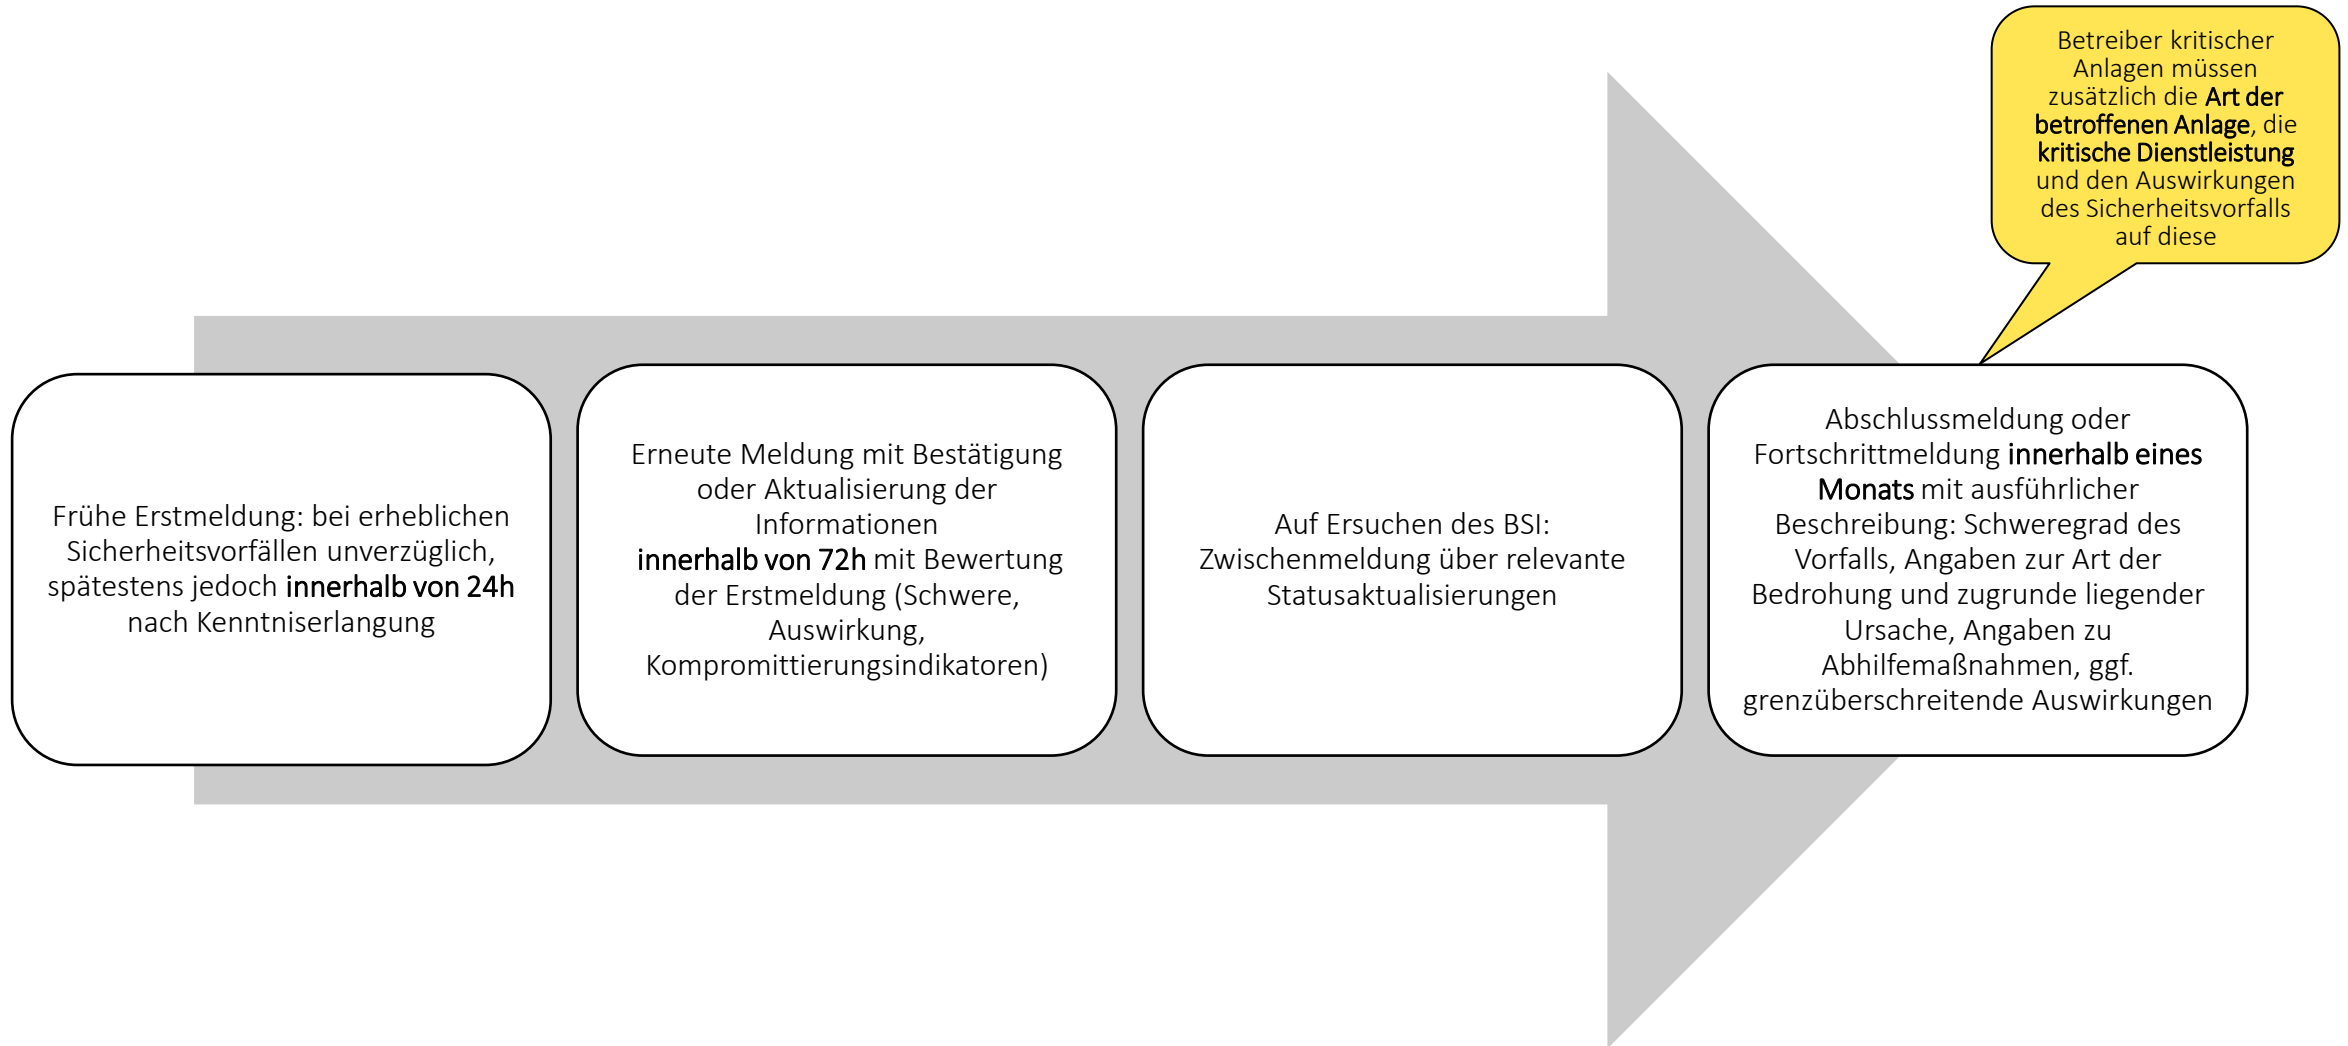 Betreiber kritischer
Anlagen müssen
zusätzlich die Art der
betroffenen Anlage, die
kritische Dienstleistung
und den Auswirkungen
des Sicherheitsvorfalls
auf diese
Frühe Erstmeldung: bei erheblichen
Sicherheitsvorfällen unverzüglich,
spätestens jedoch innerhalb von 24h
nach Kenntniserlangung
Erneute Meldung mit Bestätigung
oder Aktualisierung der
Informationen
innerhalb von 72h mit Bewertung
der Erstmeldung (Schwere,
Auswirkung,
Kompromittierungsindikatoren)
Auf Ersuchen des BSI:
Zwischenmeldung über relevante
Statusaktualisierungen
Abschlussmeldung oder
Fortschrittmeldung innerhalb eines
Monats mit ausführlicher
Beschreibung: Schweregrad des
Vorfalls, Angaben zur Art der
Bedrohung und zugrunde liegender
Ursache, Angaben zu
Abhilfemaßnahmen, ggf.
grenzüberschreitende Auswirkungen